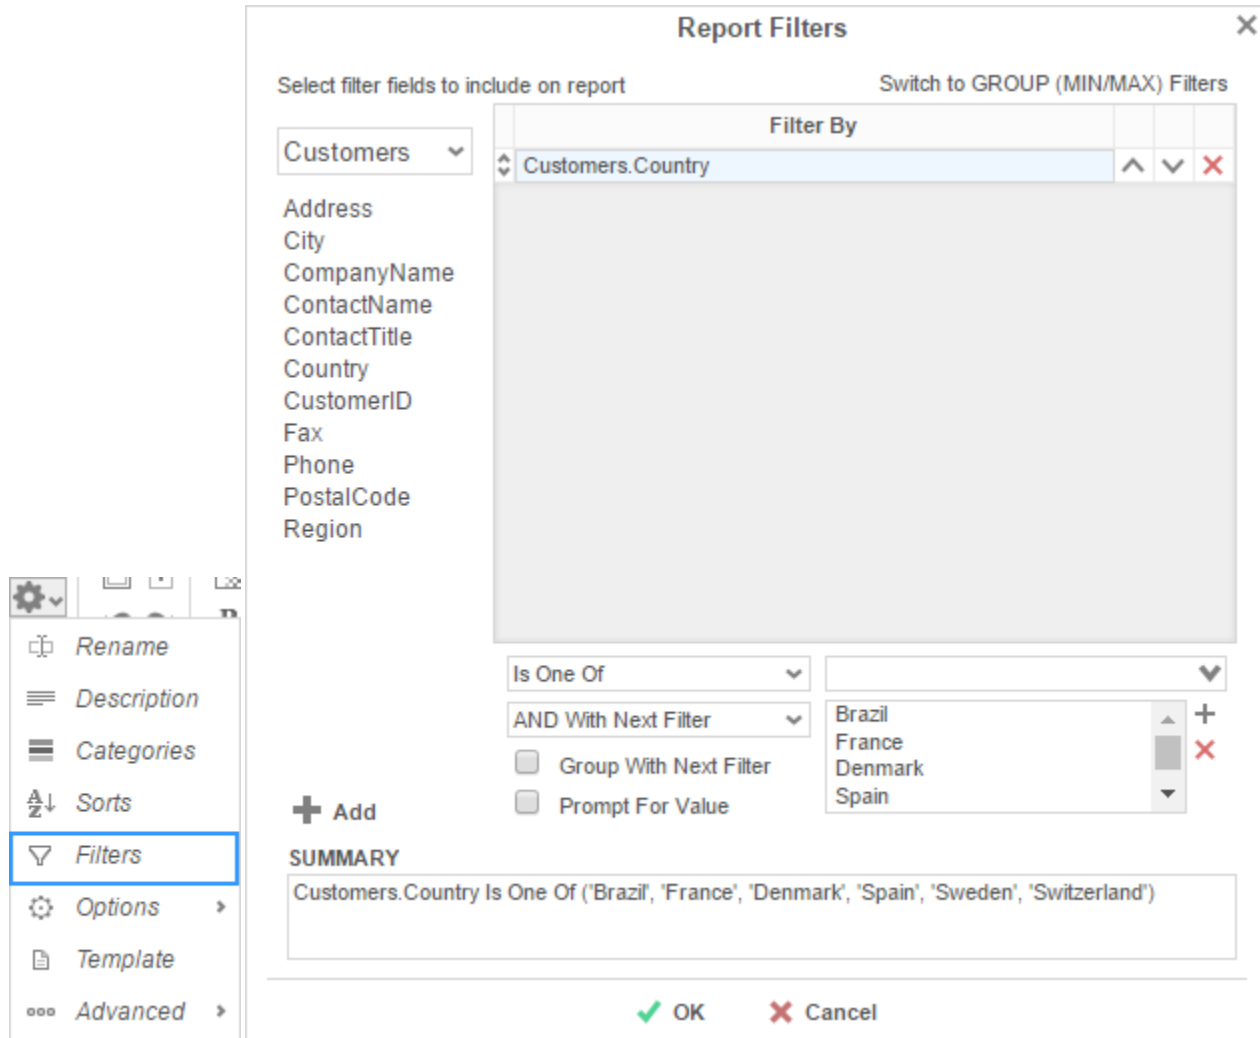 Report Filters
Select filter fields to include on report
Switch to GROUP (MIN/MAX) Filters
Customers
Filter By
Customers.Country
Address
City
CompanyName
ContactName
ContactTitle
Country
CustomerID
Fax
Phone
PostalCode
Region
Is One Of
AND With Next Filter
Group With Next Filter
Prompt For Value
Brazil
France
Denmark
Spain
Add
SUMMARY
Customers.Country Is One Of ('Brazil', 'France', 'Denmark', 'Spain', 'Sweden', 'Switzerland')
OK
Cancel
Rename
Description
Categories
Sorts
Filters
Options
Template
Advanced